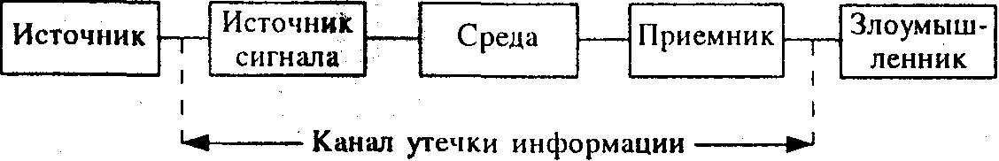 Источник
Источник
сигнала
Среда
Приемник
Злоумыш-
ленник
Канал утечки информации